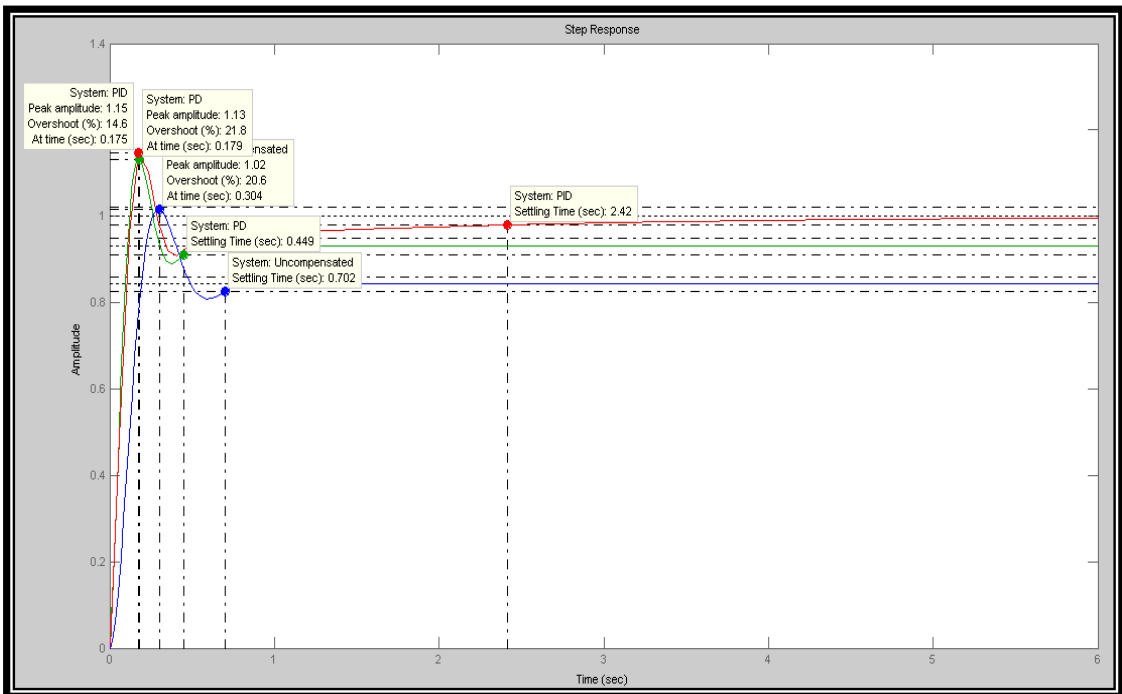 Step Response
1.4
System: PID
Peak amplitude: 1.15
Overshoot (%): 14.6
At time (sec): 0.175
System: PD
Peak amplitude: 1.13
Overshoot (%): 21.8
At time (sec): 0.179
Peak amplitude: 1.02
Overshoot (%): 20.6
At time (sec): 0.304
System: PID
Settling Time (sec): 2.42
System: PD
Settling Time (sec): 0.449
System: Uncompensated
Settling Time (sec): 0.702
1
0.8
0.6
0.4
0.2
0
Amplitude
0 1 2 3 4 5 6
Time (sec)